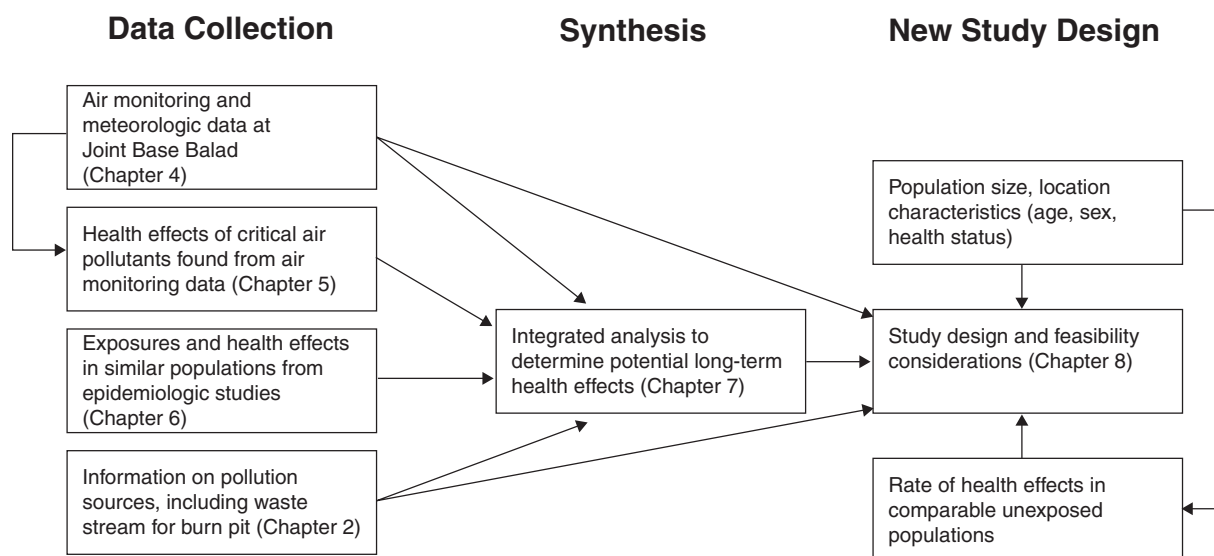 Data Collection
Synthesis
New Study Design
Air monitoring and
meteorologic data at
Joint Base Balad
(Chapter 4)
Health effects of critical air
pollutants found from air
monitoring data (Chapter 5)
Exposures and health effects
in similar populations from
epidemiologic studies
(Chapter 6)
Information on pollution
sources, including waste
stream for burn pit (Chapter 2)
Integrated analysis to
determine potential long-term
health effects (Chapter 7)
Population size, location
characteristics (age, sex,
health status)
Study design and feasibility
considerations (Chapter 8)
Rate of health effects in
comparable unexposed
populations